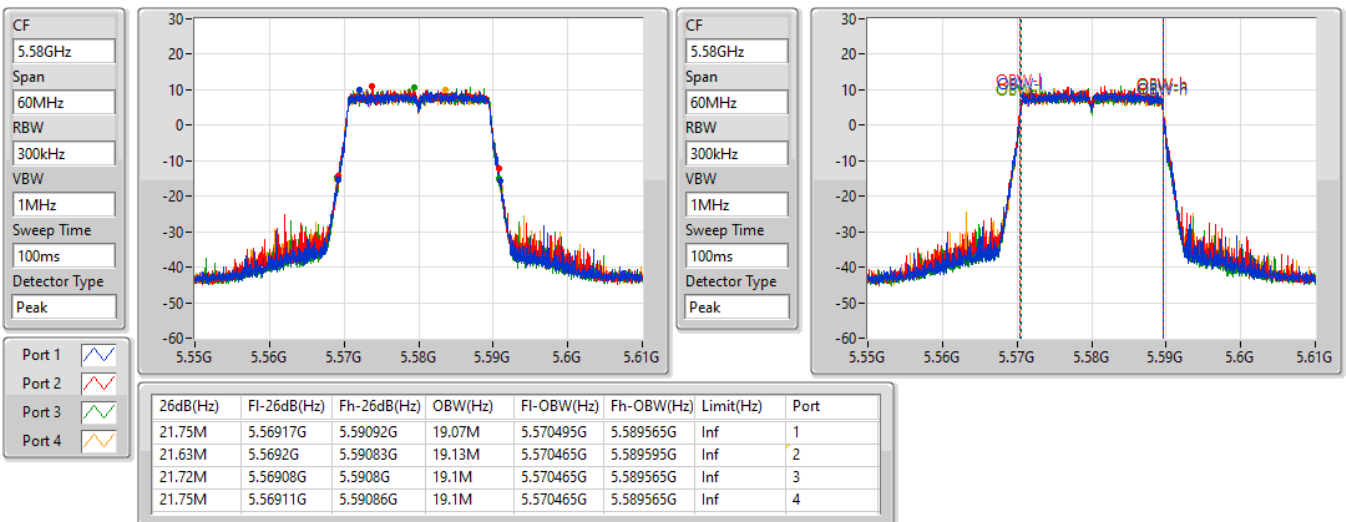 CF
5.58GHz
Span
60MHz
RBW
300kHz
VBW
1MHz
Sweep Time
100ms
Detector Type
Peak
30
20
10
0
-10
-20
-30
-40
-50
-60
5.55G 5.56G 5.57G 5.58G 5.59G 5.6G 5.61G
CF
5.58GHz
Span
60MHz
RBW
300kHz
VBW
1MHz
Sweep Time
100ms
Detector Type
Peak
30
20
10
0
-10
-20
-30
-40
-50
-60
OBW-l OBW-h
5.55G 5.56G 5.57G 5.58G 5.59G 5.6G 5.61G
Port 1
Port 2
Port 3
Port 4
26dB(Hz) Fl-26dB(Hz) Fh-26dB(Hz) OBW(Hz) Fl-OBW(Hz) Fh-OBW(Hz) Limit(Hz) Port
21.75M 5.56917G 5.59092G 19.07M 5.570495G 5.589565G Inf 1
21.63M 5.5692G 5.59083G 19.13M 5.570465G 5.589595G Inf 2
21.72M 5.56908G 5.5908G 19.1M 5.570465G 5.589565G Inf 3
21.75M 5.56911G 5.59086G 19.1M 5.570465G 5.589565G Inf 4